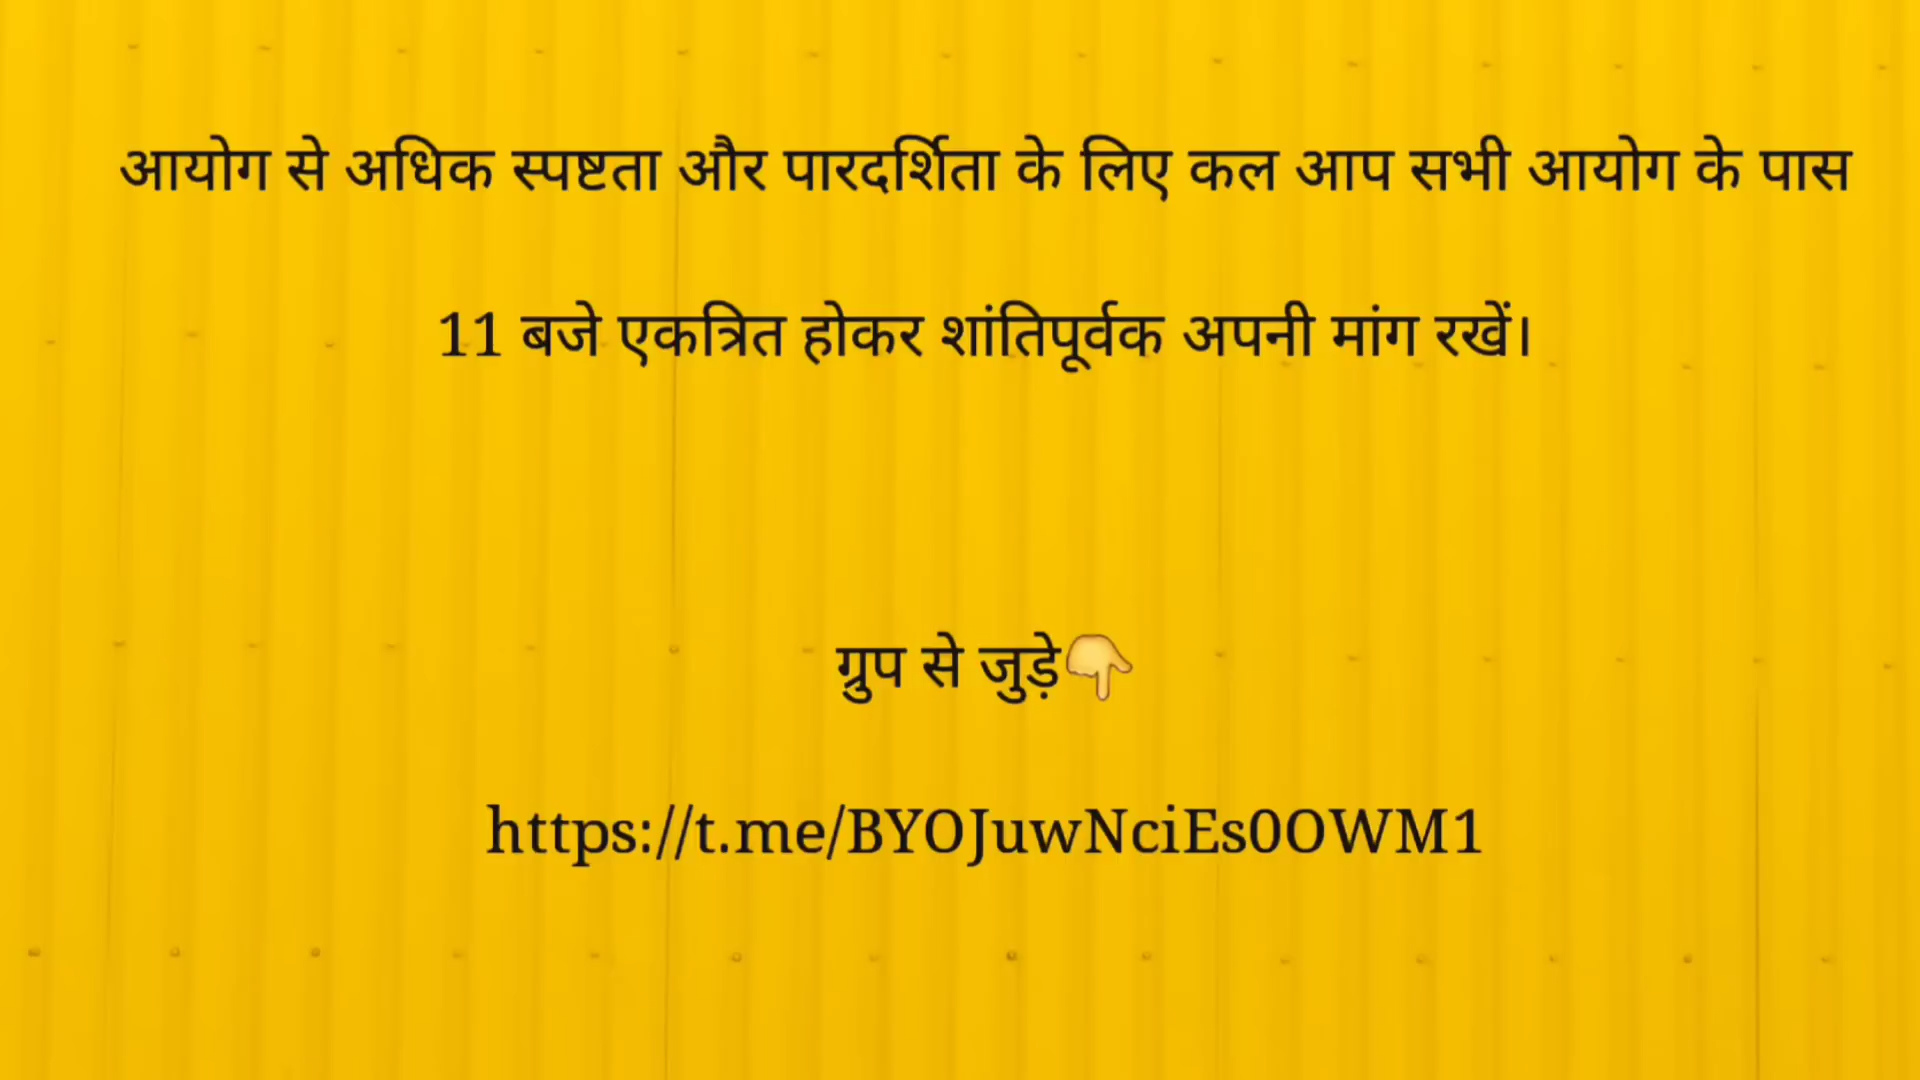 आयोग से अधिक स्पष्टता और पारदर्शिता के लिए कल आप सभी आयोग के पास
11 बजे एकत्रित होकर शांतिपूर्वक अपनी मांग रखें।
ग्रुप से जुड़े👇
https://t.me/BYOJuwNciEs0OWM1